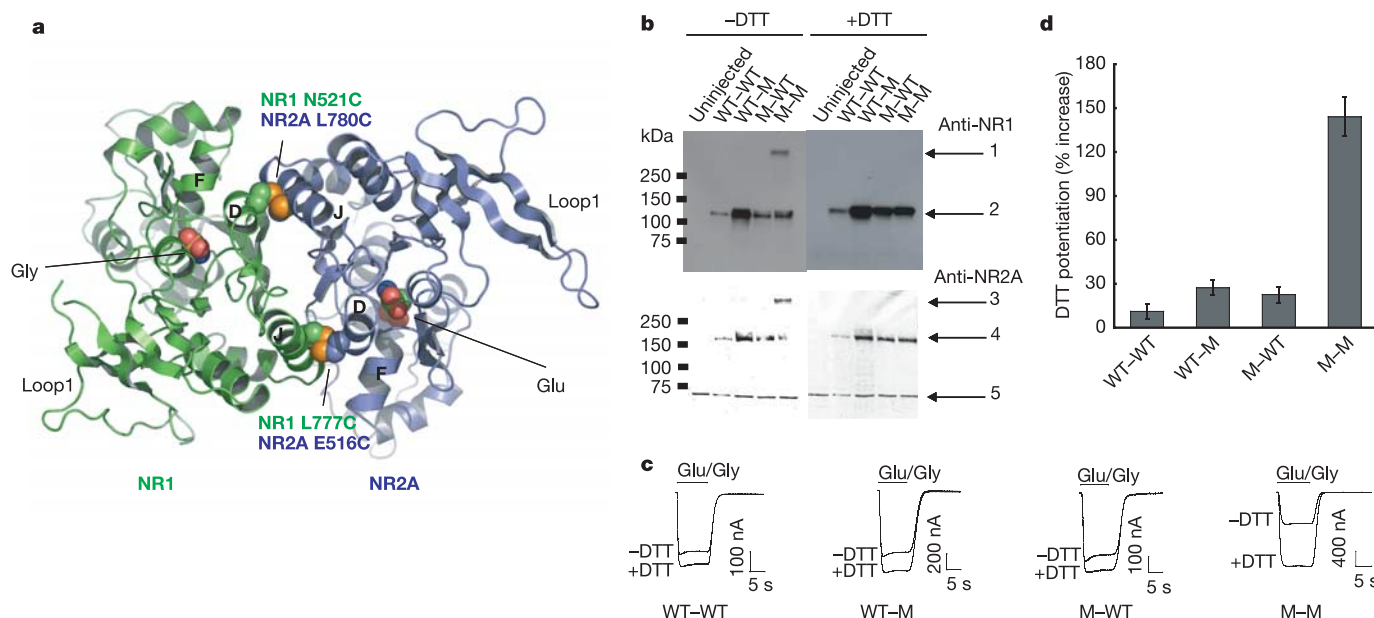 a
NR1 N521C
NR2A L780C
F
D
J
Loop1
Gly
D
J
Loop1
F
Glu
NR1 L777C
NR2A E516C
NR1
NR2A
b
–DTT
+DTT
Uninjected
WT–WT
WT–M
M–WT
M–M
Uninjected
WT–WT
WT–M
M–WT
M–M
kDa
Anti-NR1
1
250
150
2
100
75
Anti-NR2A
3
250
4
150
100
75
5
c
Glu/Gly
–DTT
+DTT
100 nA
5 s
WT–WT
Glu/Gly
–DTT
+DTT
200 nA
5 s
WT–M
Glu/Gly
–DTT
+DTT
100 nA
5 s
M–WT
Glu/Gly
–DTT
+DTT
400 nA
5 s
M–M
d
DTT potentiation (% increase)
180
150
120
90
60
30
0
WT–WT
WT–M
M–WT
M–M